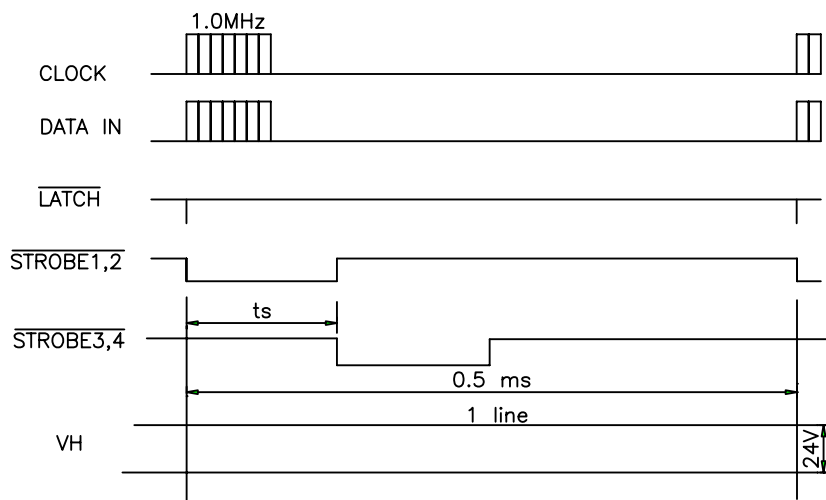 1.0MHz
CLOCK
DATA IN
LATCH
STROBE1,2
ts
STROBE3,4
0.5 ms
1 line
VH
24V